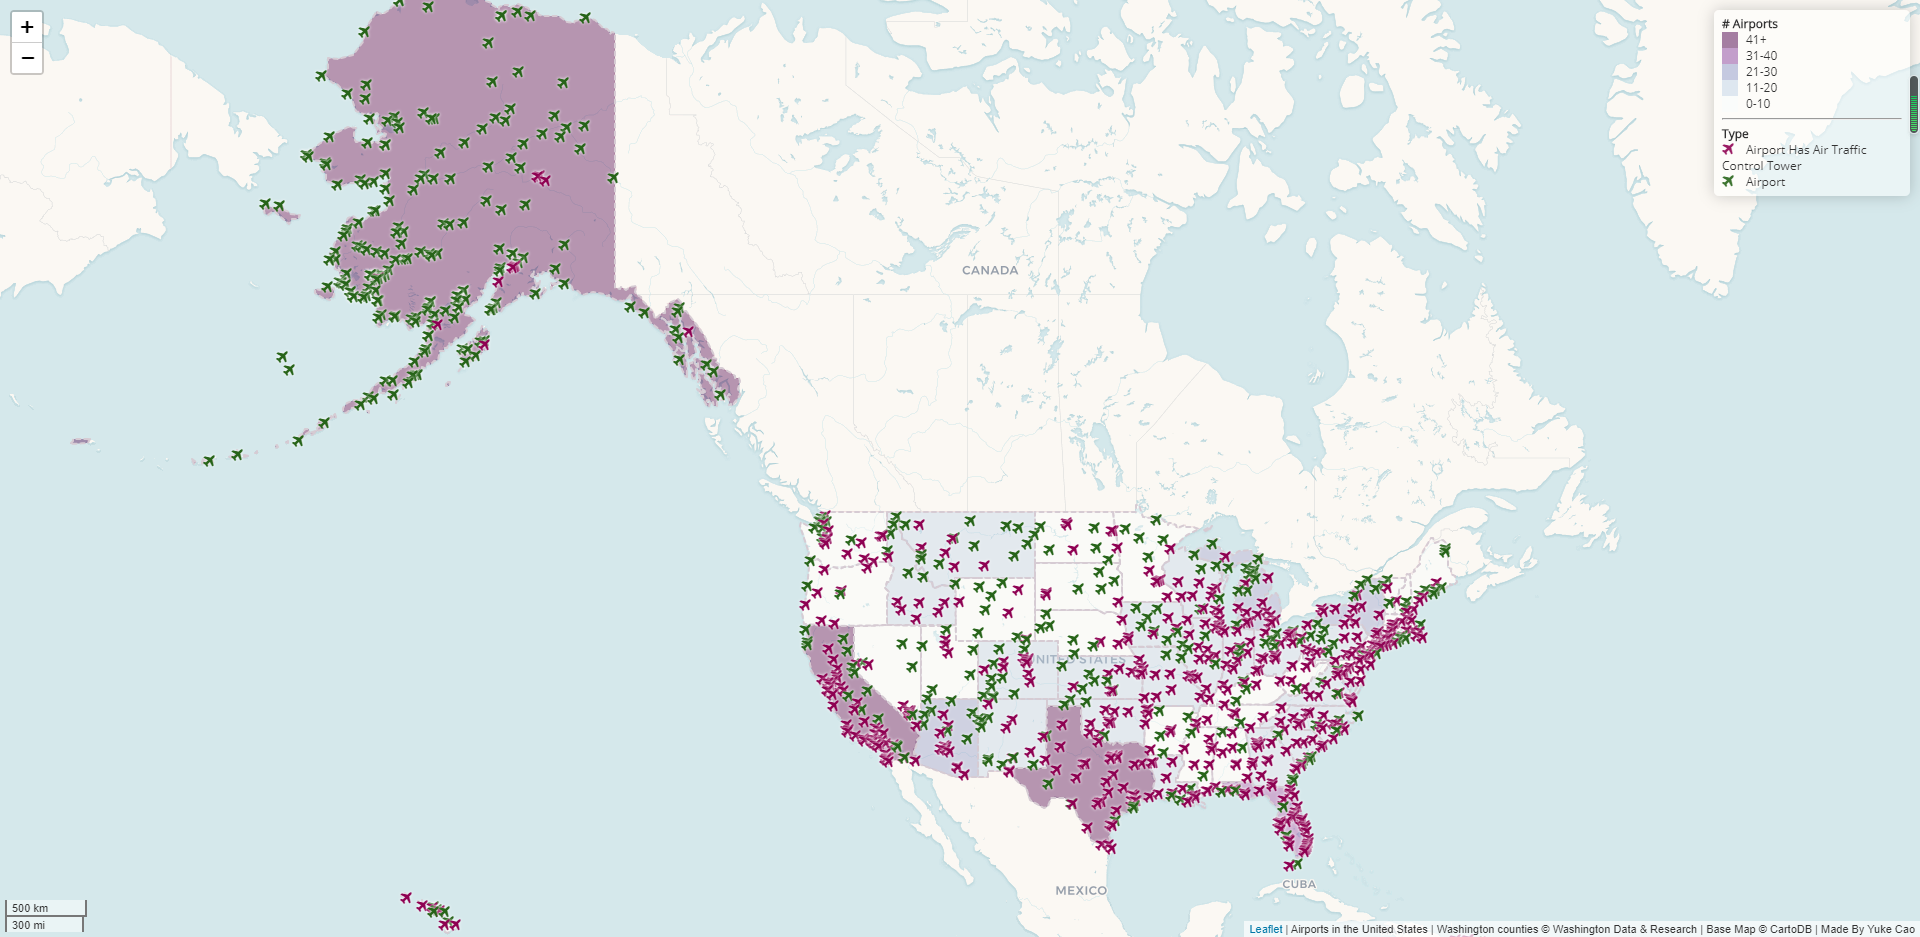 +
−
# Airports
41+
31-40
21-30
11-20
0-10
Type
Airport Has Air Traffic
Control Tower
Airport
CANADA
UNITED STATES
MEXICO
CUBA
500 km
300 mi
Leaflet | Airports in the United States | Washington counties © Washington Data & Research | Base Map © CartoDB | Made By Yuke Cao